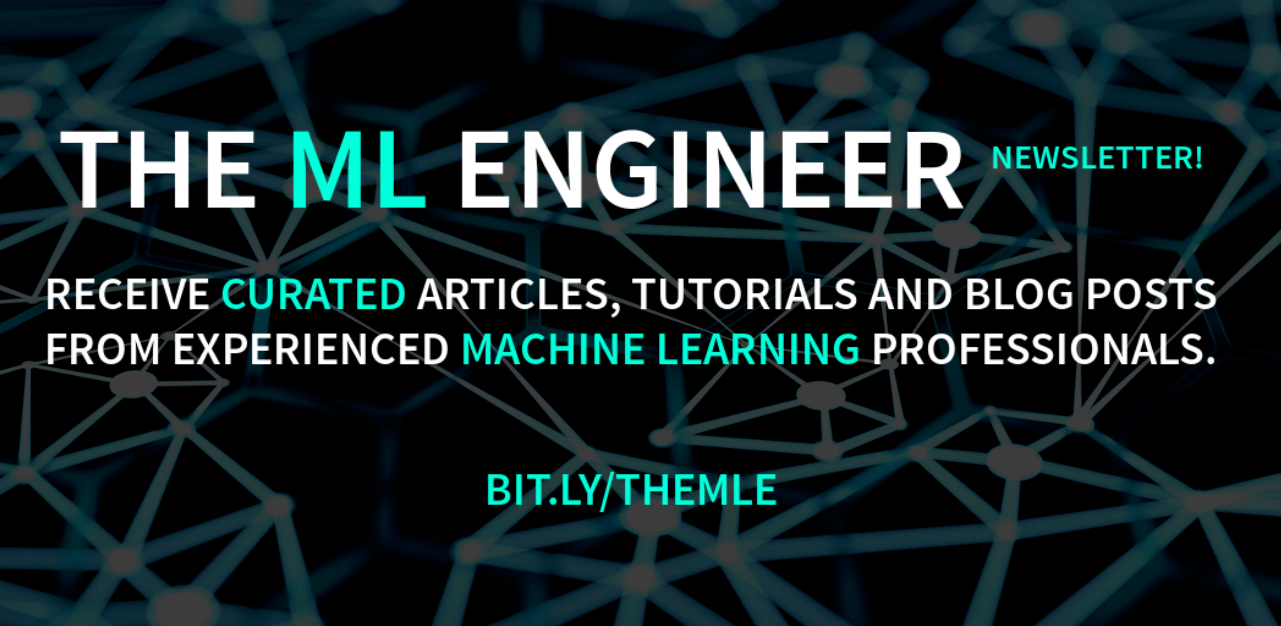 THE ML ENGINEER NEWSLETTER!
RECEIVE CURATED ARTICLES, TUTORIALS AND BLOG POSTS
FROM EXPERIENCED MACHINE LEARNING PROFESSIONALS.
BIT.LY/THEMLE